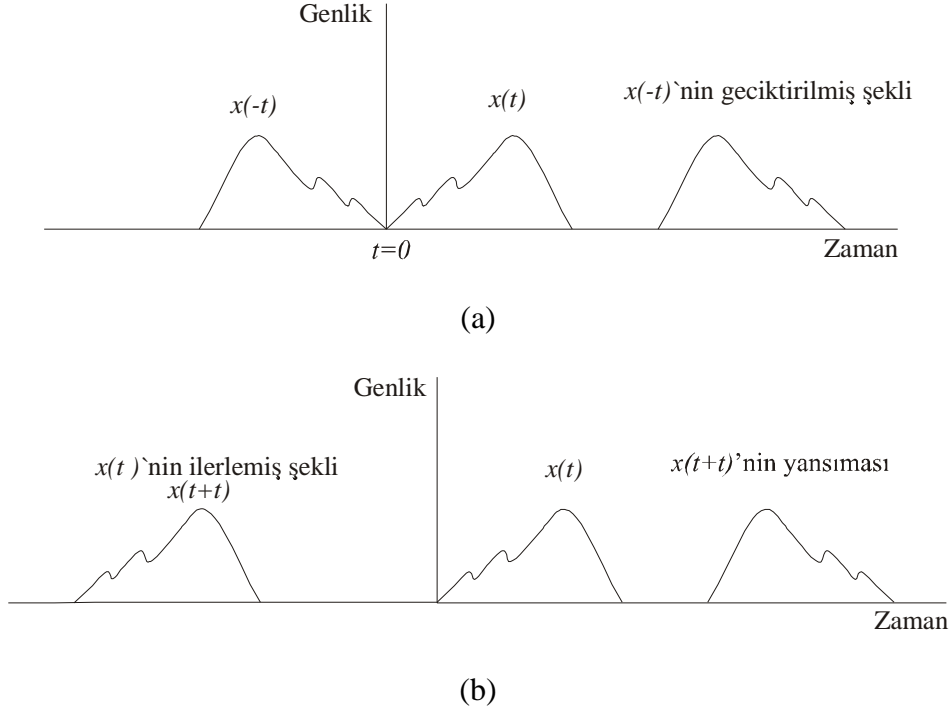 Genlik
x(-t)
x(t)
x(-t)`nin geciktirilmiş şekli
t=0
Zaman
(a)
Genlik
x(t )`nin ilerlemiş şekli
x(t+t)
x(t)
x(t+t)’nin yansıması
Zaman
(b)